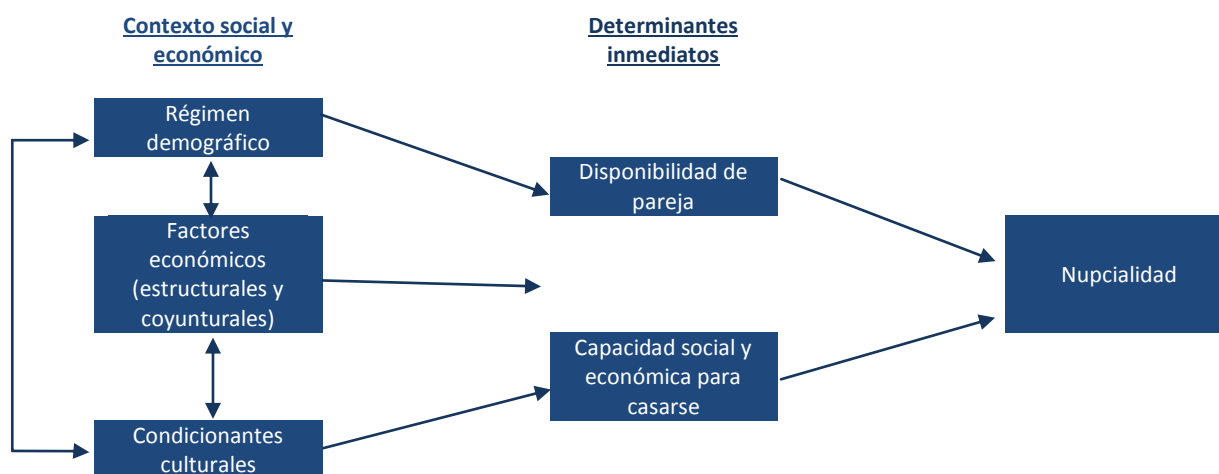 Contexto social y
económico
Determinantes
inmediatos
Régimen
demográfico
Disponibilidad de
pareja
Factores
económicos
(estructurales y
coyunturales)
Nupcialidad
Capacidad social y
económica para
casarse
Condicionantes
culturales